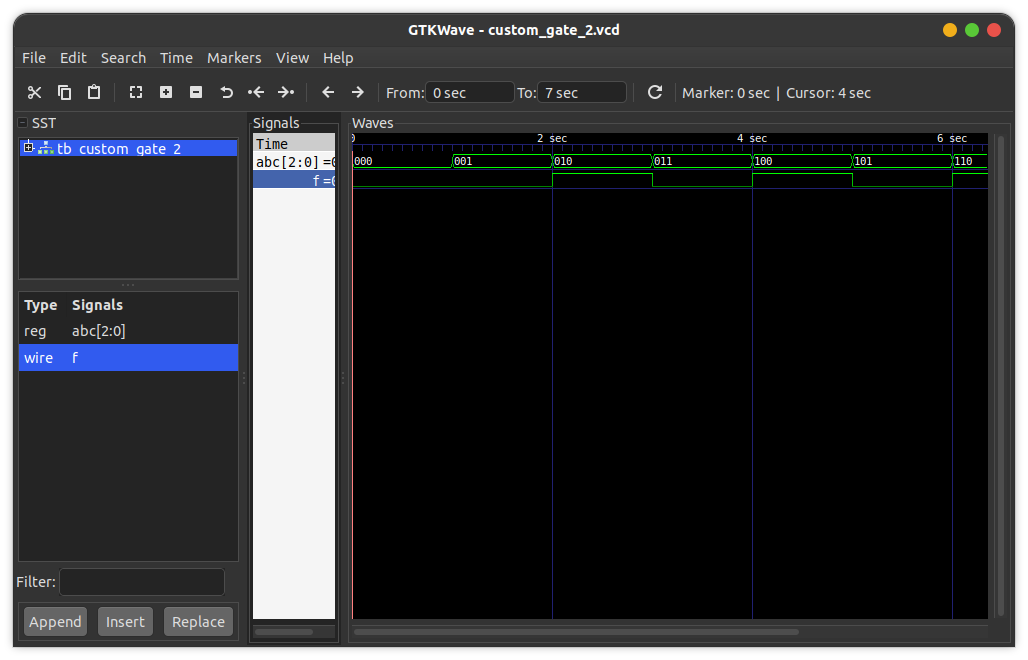 GTKWave - custom_gate_2.vcd
File Edit Search Time Markers View Help
From: 0 sec To: 7 sec Marker: 0 sec | Cursor: 4 sec
SST
tb_custom_gate_2
Type Signals
reg abc[2:0]
wire f
Filter:
Append Insert Replace
Signals
Time
abc[2:0] =0
f =0
Waves
0 2 sec 4 sec 6 sec
000 001 010 011 100 101 110